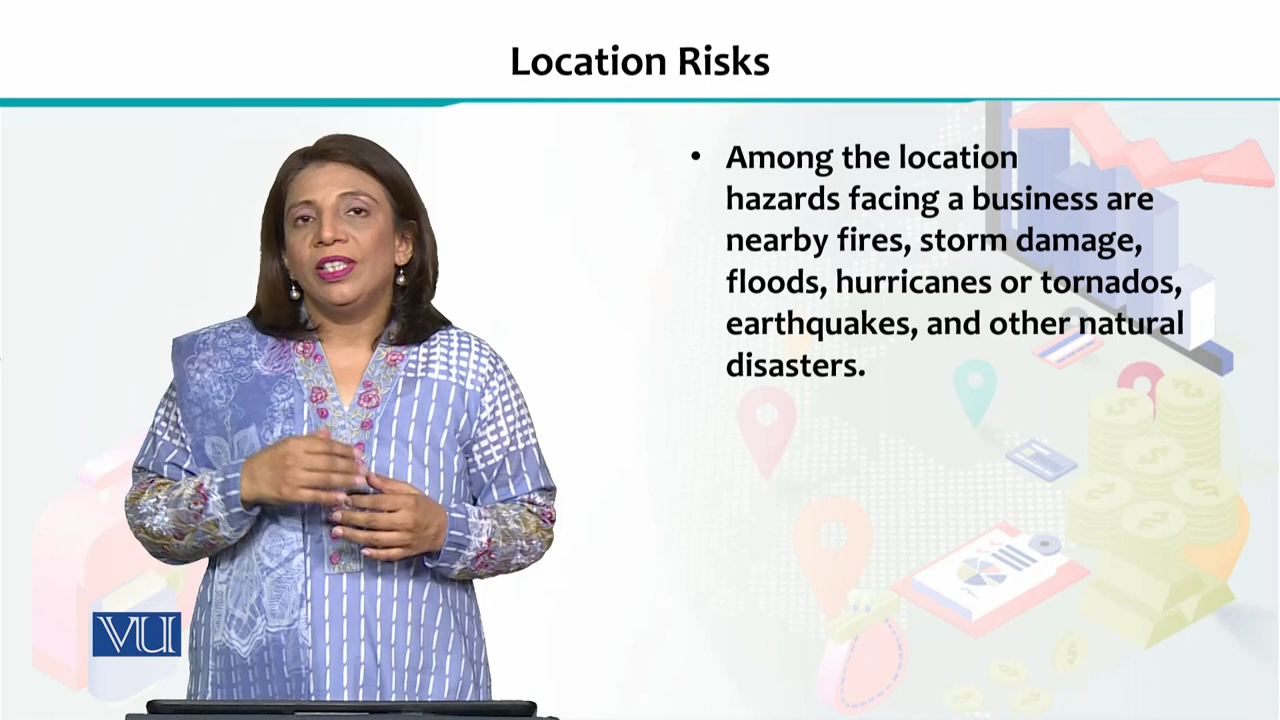 Location Risks
• Among the location
hazards facing a business are
nearby fires, storm damage,
floods, hurricanes or tornados,
earthquakes, and other natural
disasters.
VU